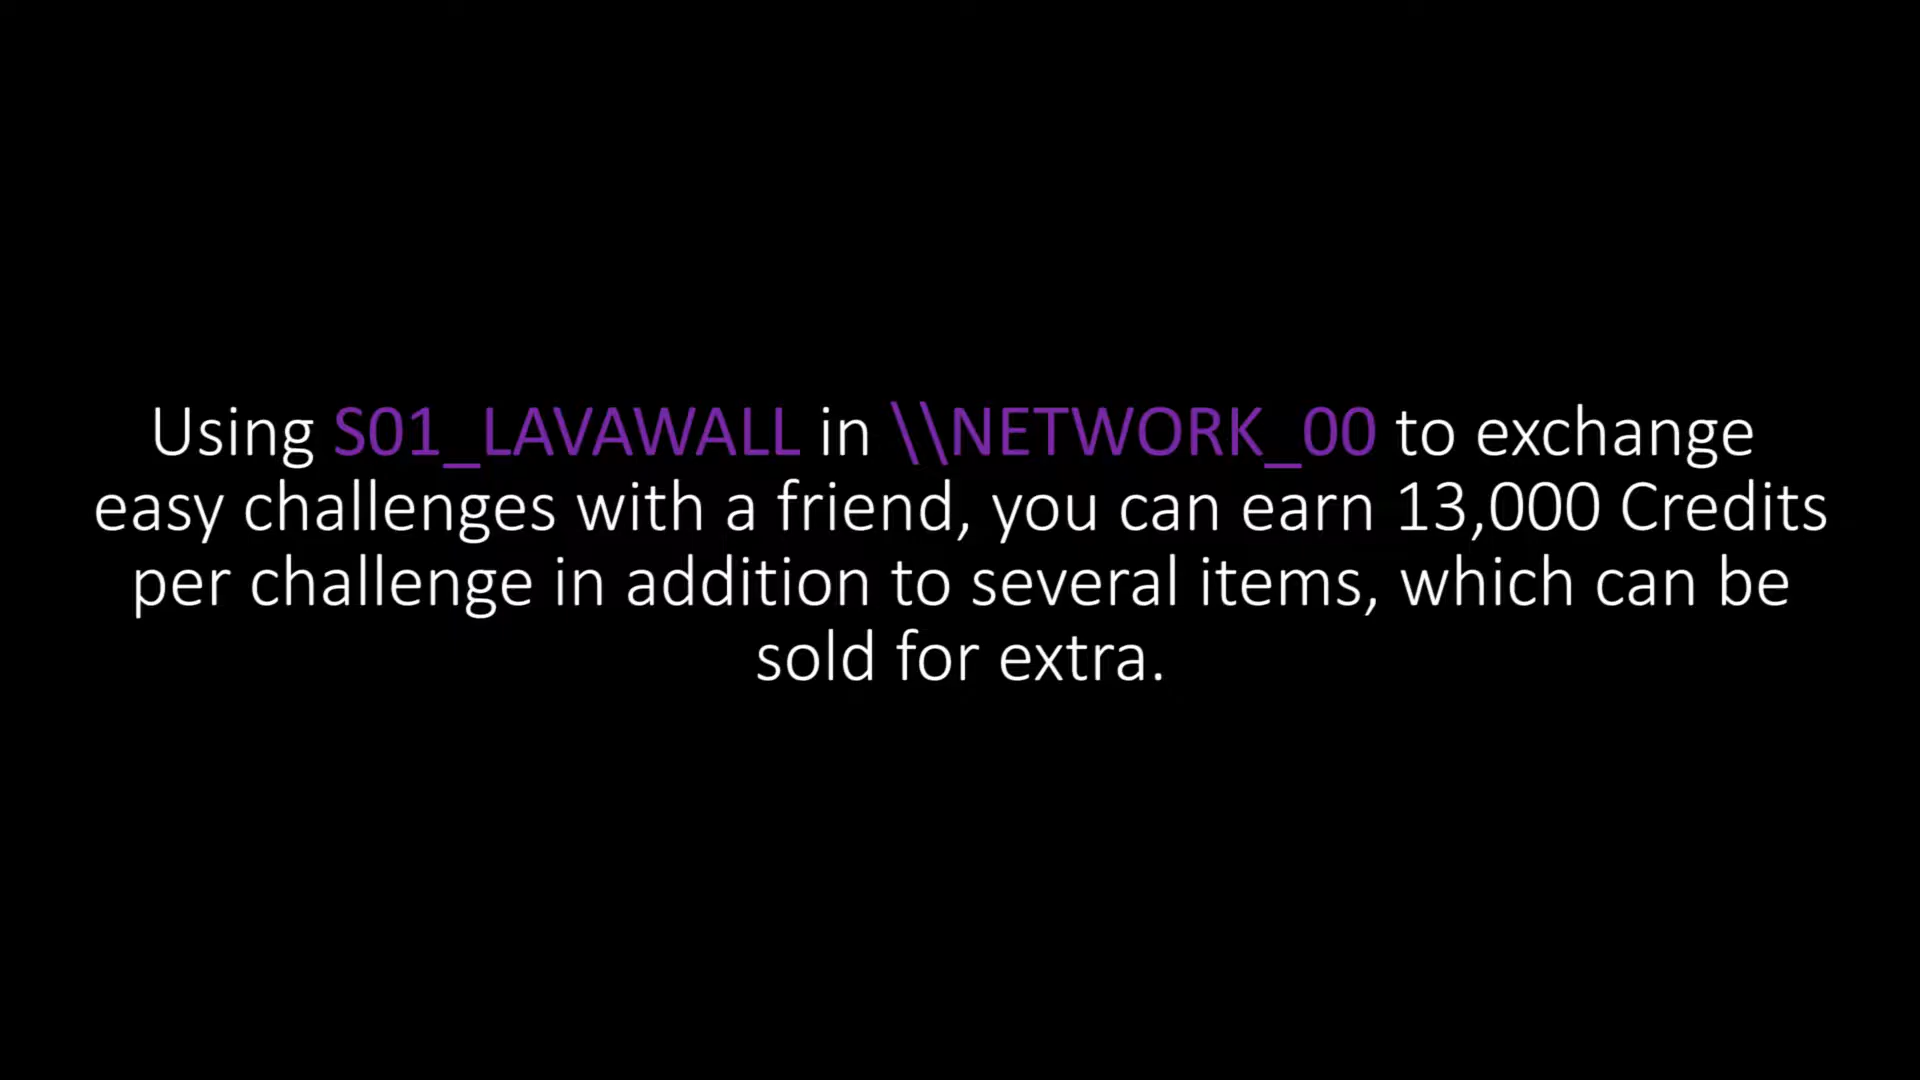 Using S01_LAVAWALL in \\NETWORK_00 to exchange
easy challenges with a friend, you can earn 13,000 Credits
per challenge in addition to several items, which can be
sold for extra.